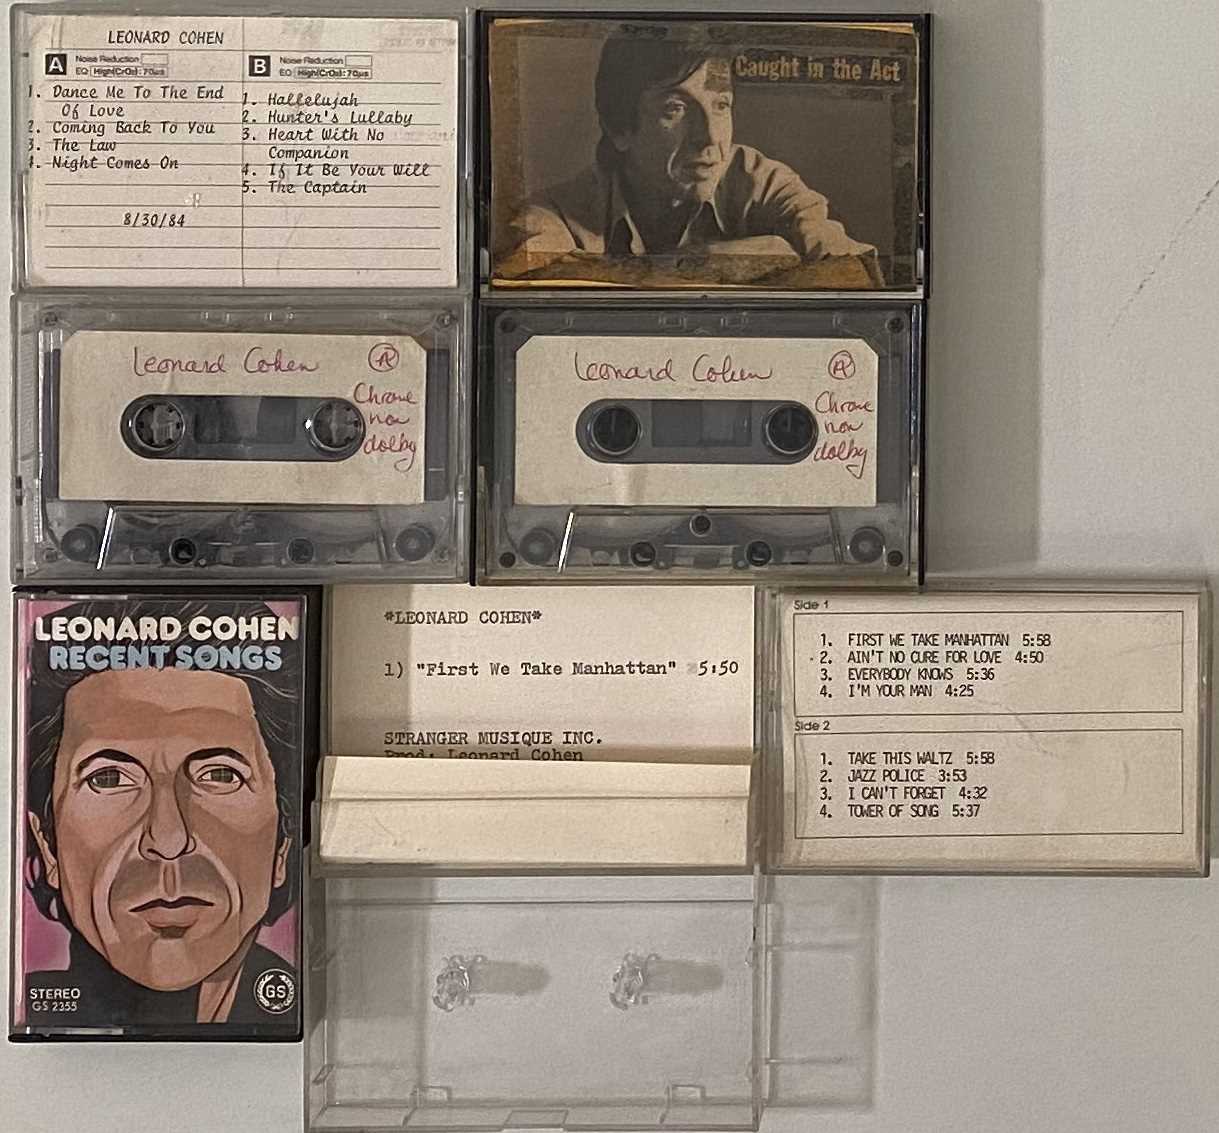 LEONARD COHEN
A Noise Reduction
EQ High(CrO2):70µs
1. Dance Me To The End
Of Love
2. Coming Back To You
3. The Law
4. Night Comes On
8/30/84
B Noise Reduction
EQ High(CrO2):70µs
1. Hallelujah
2. Hunter's Lullaby
3. Heart With No
Companion
4. If It Be Your Will
5. The Captain
Caught in the Act
Leonard Cohen A
Chrome
non
dolby
Leonard Cohen A
Chrome
non
dolby
LEONARD COHEN
RECENT SONGS
STEREO
GS 2355
GS
*LEONARD COHEN*
1) "First We Take Manhattan" 5:50
STRANGER MUSIQUE INC.
Prod: Leonard Cohen
Side 1
1. FIRST WE TAKE MANHATTAN 5:58
2. AIN'T NO CURE FOR LOVE 4:50
3. EVERYBODY KNOWS 5:36
4. I'M YOUR MAN 4:25
Side 2
1. TAKE THIS WALTZ 5:58
2. JAZZ POLICE 3:53
3. I CAN'T FORGET 4:32
4. TOWER OF SONG 5:37